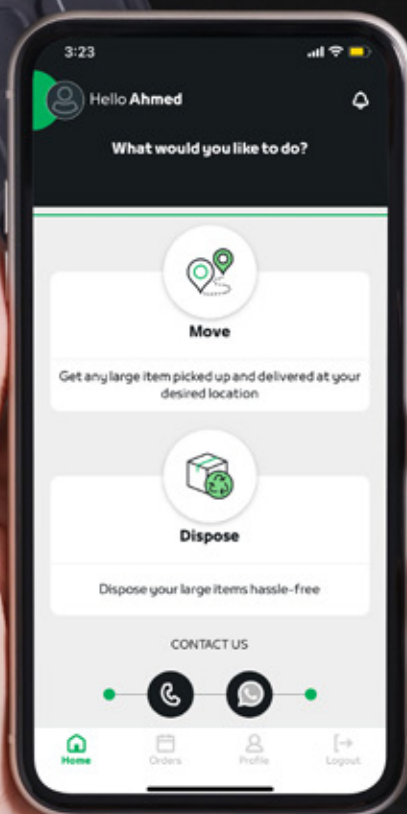 3:23
Hello Ahmed
What would you like to do?
Move
Get any large item picked up and delivered at your
desired location
Dispose
Dispose your large items hassle-free
CONTACT US
Home
Orders
Profile
Logout